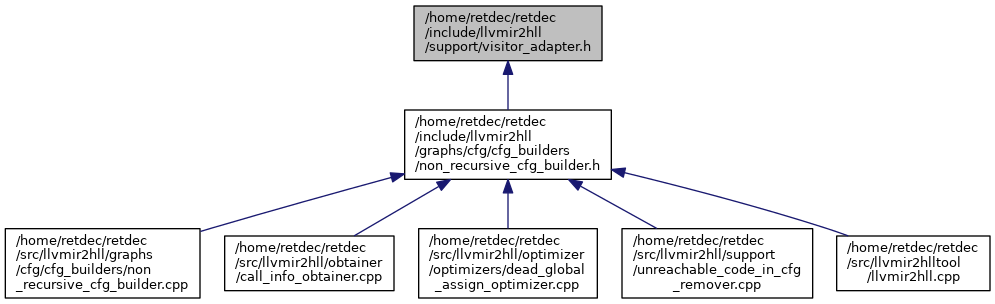 /home/retdec/retdec
/include/llvmir2hll
/support/visitor_adapter.h
/home/retdec/retdec
/include/llvmir2hll
/graphs/cfg/cfg_builders
/non_recursive_cfg_builder.h
/home/retdec/retdec
/src/llvmir2hll/graphs
/cfg/cfg_builders/non
_recursive_cfg_builder.cpp
/home/retdec/retdec
/src/llvmir2hll/obtainer
/call_info_obtainer.cpp
/home/retdec/retdec
/src/llvmir2hll/optimizer
/optimizers/dead_global
_assign_optimizer.cpp
/home/retdec/retdec
/src/llvmir2hll/support
/unreachable_code_in_cfg
_remover.cpp
/home/retdec/retdec
/src/llvmir2hlltool
/llvmir2hll.cpp